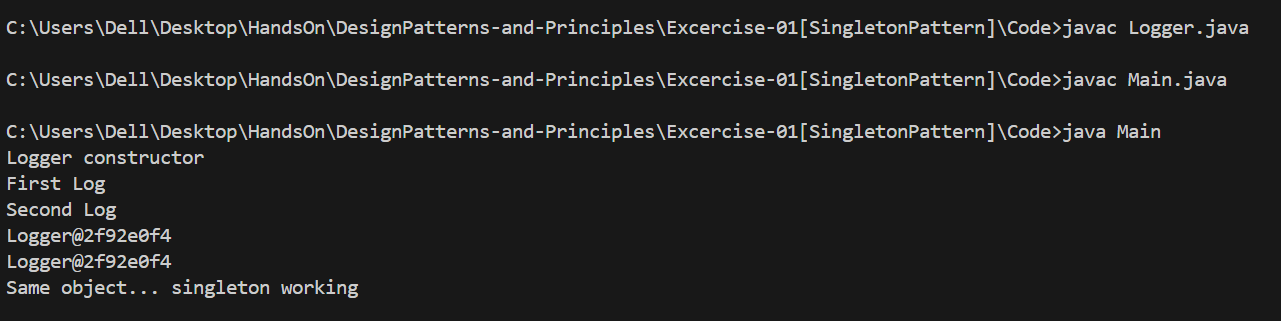 C:\Users\Dell\Desktop\HandsOn\DesignPatterns-and-Principles\Excercise-01[SingletonPattern]\Code>javac Logger.java
C:\Users\Dell\Desktop\HandsOn\DesignPatterns-and-Principles\Excercise-01[SingletonPattern]\Code>javac Main.java
C:\Users\Dell\Desktop\HandsOn\DesignPatterns-and-Principles\Excercise-01[SingletonPattern]\Code>java Main
Logger constructor
First Log
Second Log
Logger@2f92e0f4
Logger@2f92e0f4
Same object... singleton working